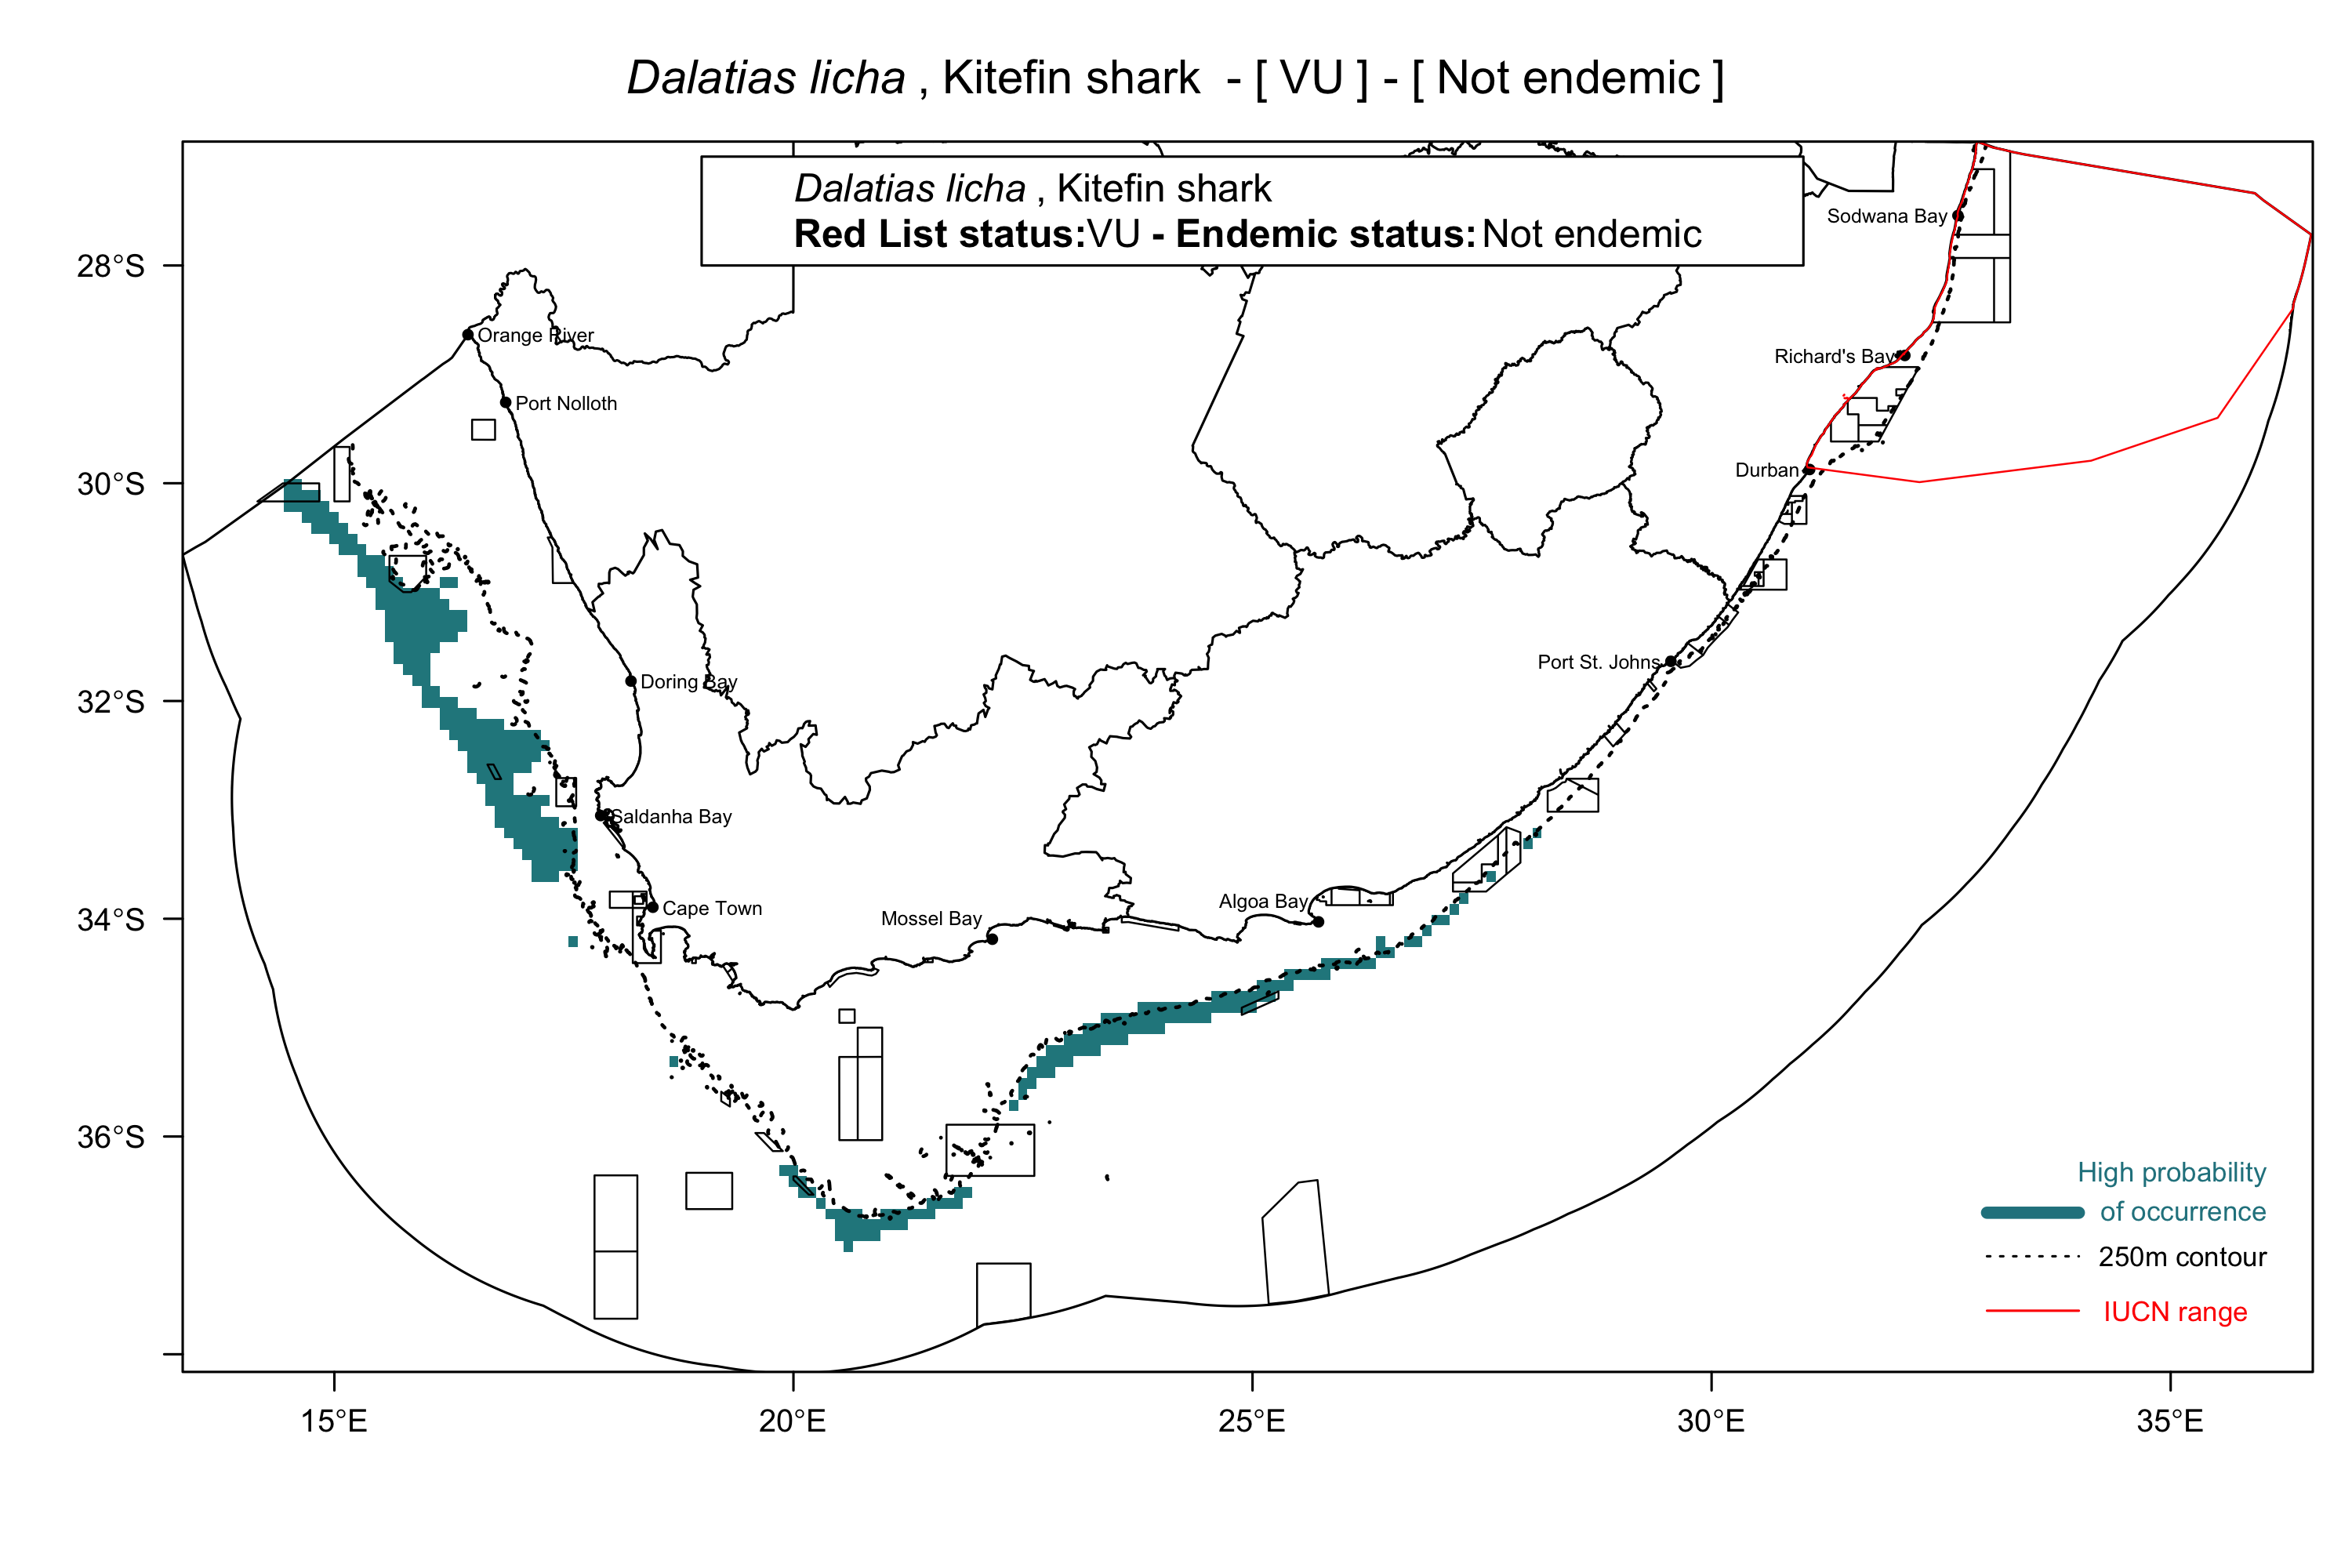 Dalatias licha , Kitefin shark - [ VU ] - [ Not endemic ]
Dalatias licha , Kitefin shark
Red List status:VU - Endemic status: Not endemic
Sodwana Bay
28°S
Orange River
Richard's Bay
Port Nolloth
Durban
30°S
Port St. Johns
Doring Bay
32°S
Saldanha Bay
Algoa Bay
Cape Town
Mossel Bay
34°S
36°S
High probability
of occurrence
250m contour
IUCN range
15°E
20°E
25°E
30°E
35°E